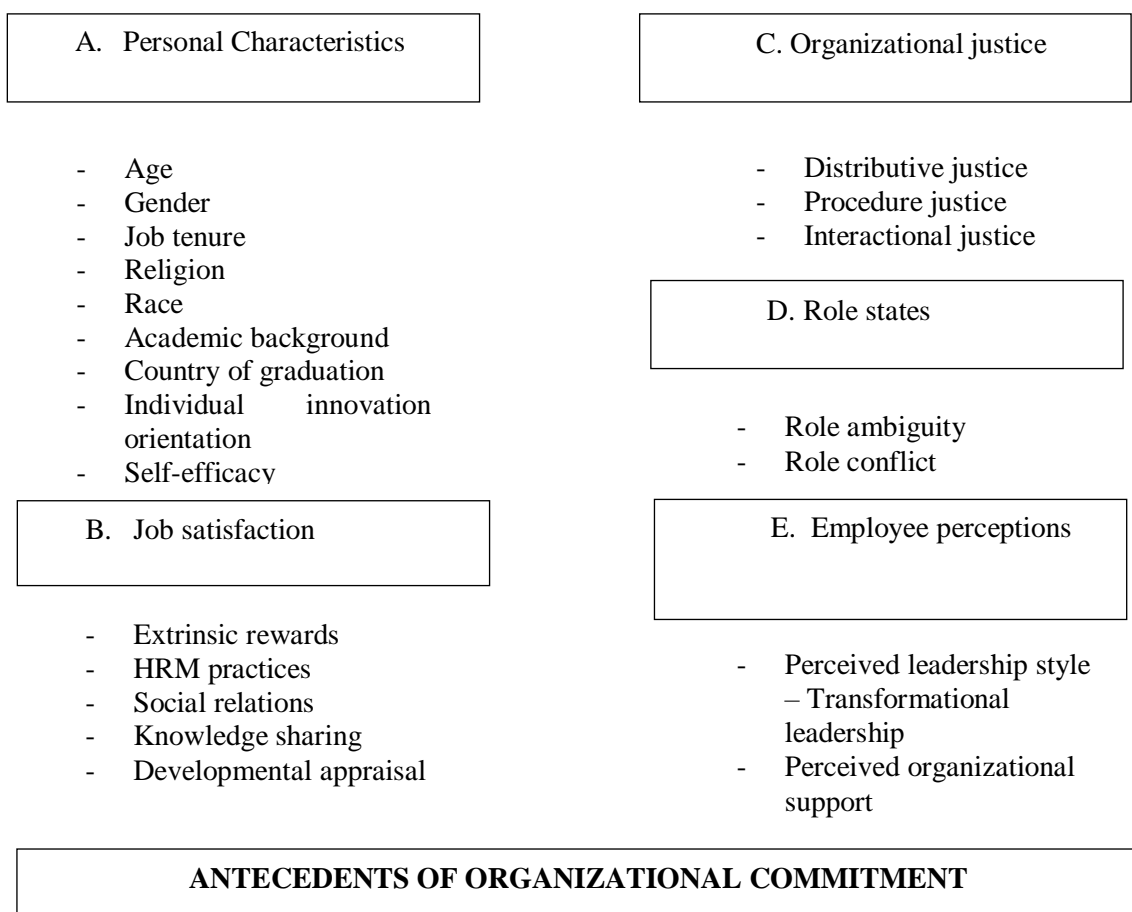 A. Personal Characteristics
- Age
- Gender
- Job tenure
- Religion
- Race
- Academic background
- Country of graduation
- Individual innovation
orientation
- Self-efficacy
B. Job satisfaction
- Extrinsic rewards
- HRM practices
- Social relations
- Knowledge sharing
- Developmental appraisal
C. Organizational justice
- Distributive justice
- Procedure justice
- Interactional justice
D. Role states
- Role ambiguity
- Role conflict
E. Employee perceptions
- Perceived leadership style
– Transformational
leadership
- Perceived organizational
support
ANTECEDENTS OF ORGANIZATIONAL COMMITMENT